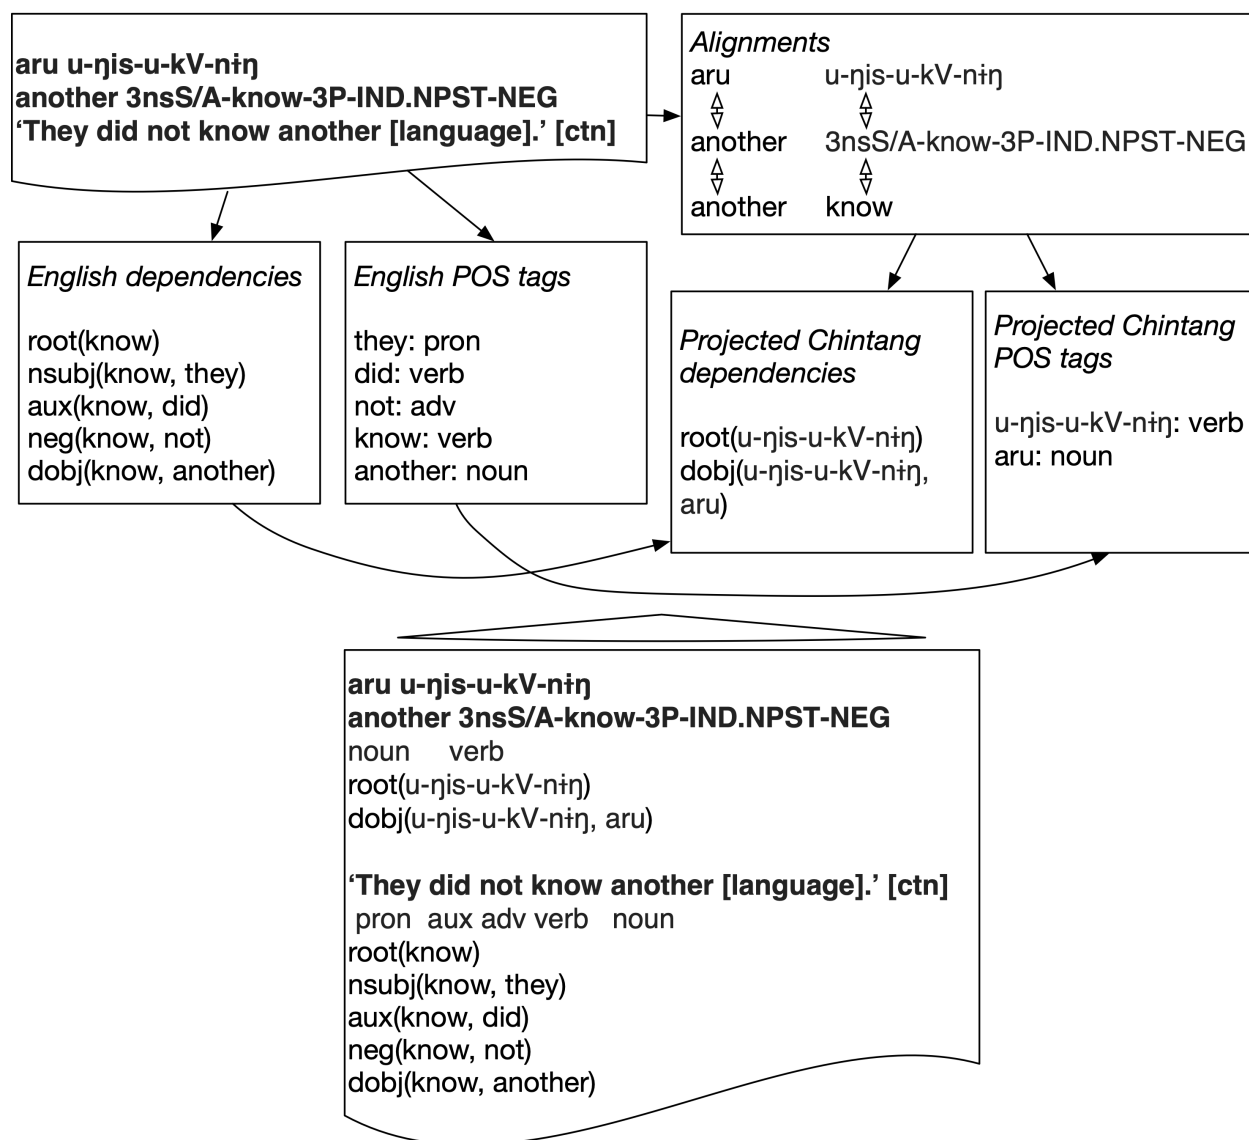 aru u-ŋis-u-kV-nɨŋ
another 3nsS/A-know-3P-IND.NPST-NEG
‘They did not know another [language].’ [ctn]
Alignments
aru u-ŋis-u-kV-nɨŋ
another 3nsS/A-know-3P-IND.NPST-NEG
another know
English dependencies
root(know)
nsubj(know, they)
aux(know, did)
neg(know, not)
dobj(know, another)
English POS tags
they: pron
did: verb
not: adv
know: verb
another: noun
Projected Chintang
dependencies
root(u-ŋis-u-kV-nɨŋ)
dobj(u-ŋis-u-kV-nɨŋ,
aru)
Projected Chintang
POS tags
u-ŋis-u-kV-nɨŋ: verb
aru: noun
aru u-ŋis-u-kV-nɨŋ
another 3nsS/A-know-3P-IND.NPST-NEG
noun verb
root(u-ŋis-u-kV-nɨŋ)
dobj(u-ŋis-u-kV-nɨŋ, aru)
‘They did not know another [language].’ [ctn]
pron aux adv verb noun
root(know)
nsubj(know, they)
aux(know, did)
neg(know, not)
dobj(know, another)